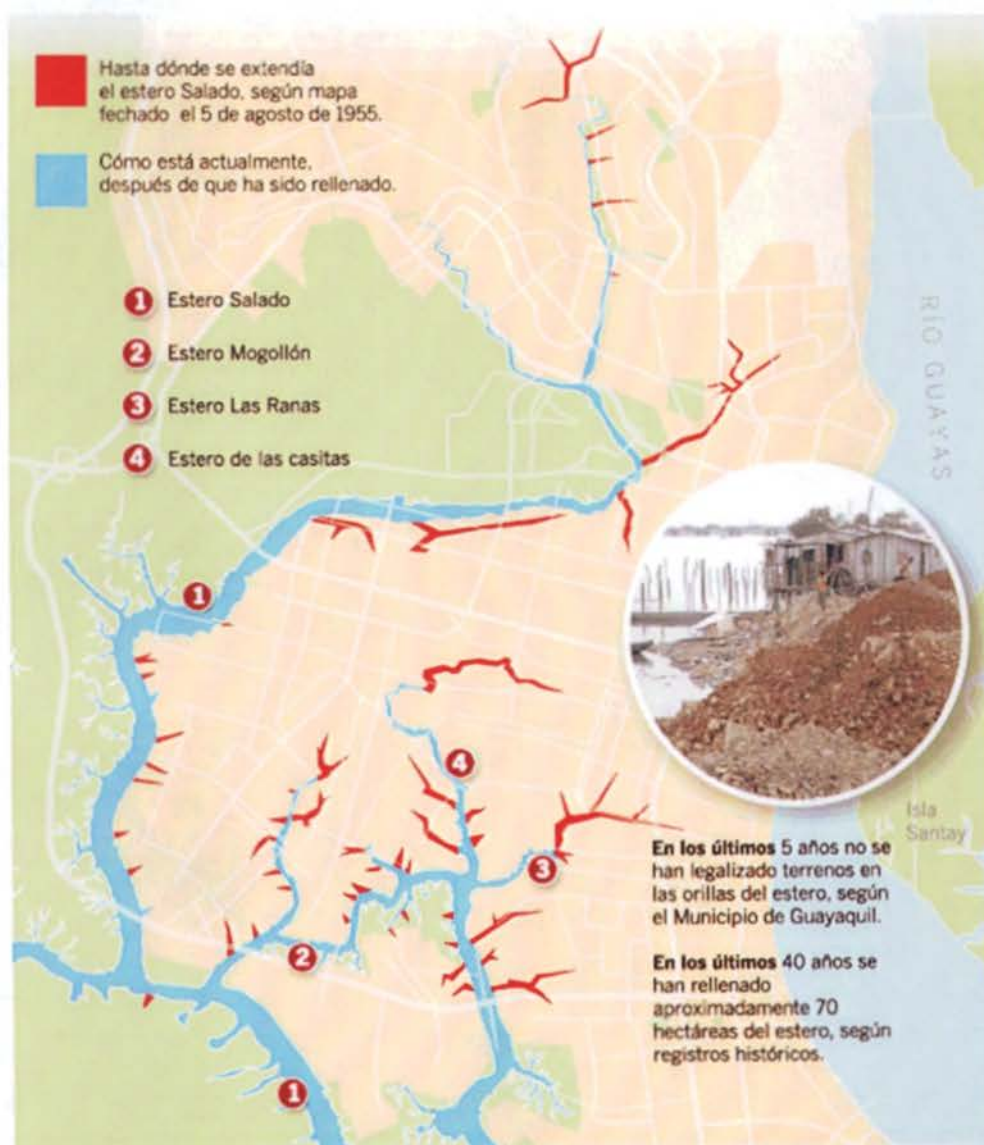 Hasta dónde se extendía
el estero Salado, según mapa
fechado el 5 de agosto de 1955.
Cómo está actualmente,
después de que ha sido rellenado.
1 Estero Salado
2 Estero Mogollón
3 Estero Las Ranas
4 Estero de las casitas
RÍO GUAYAS
1
4
3
2
1
Isla
Santay
En los últimos 5 años no se
han legalizado terrenos en
las orillas del estero, según
el Municipio de Guayaquil.
En los últimos 40 años se
han rellenado
aproximadamente 70
hectáreas del estero, según
registros históricos.